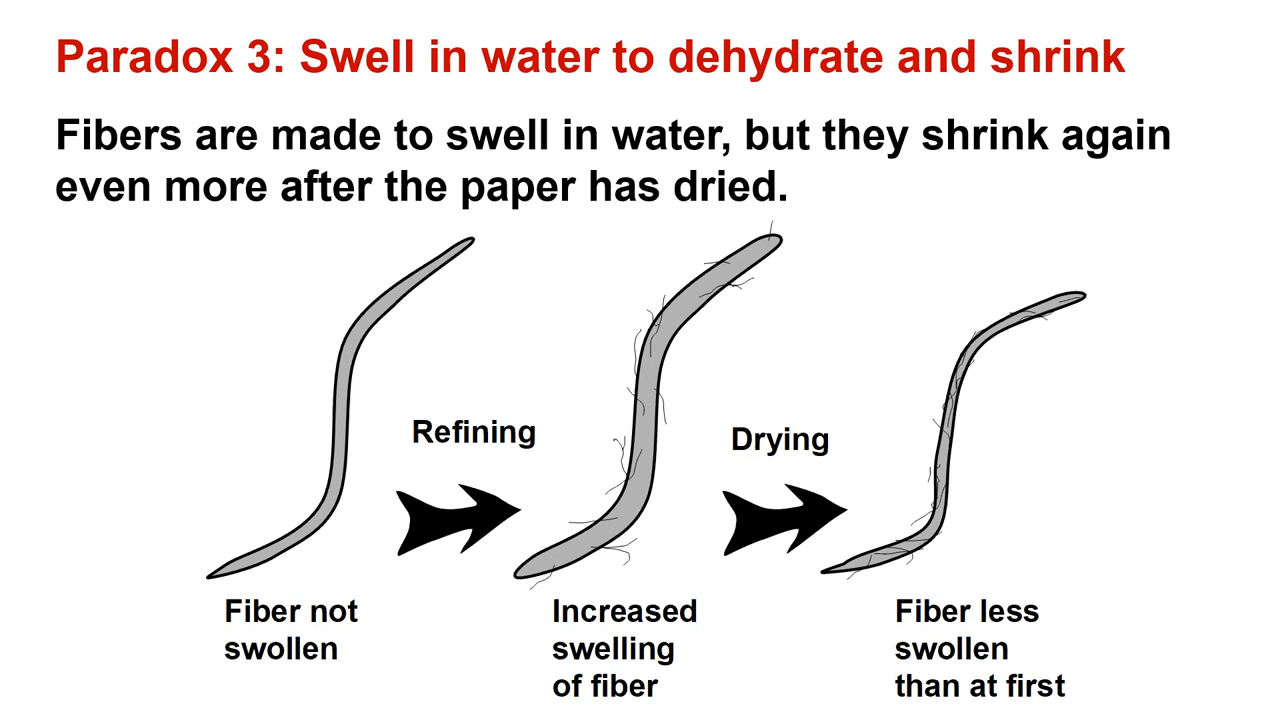 Paradox 3: Swell in water to dehydrate and shrink
Fibers are made to swell in water, but they shrink again
even more after the paper has dried.
Refining
Drying
Fiber not
swollen
Increased
swelling
of fiber
Fiber less
swollen
than at first